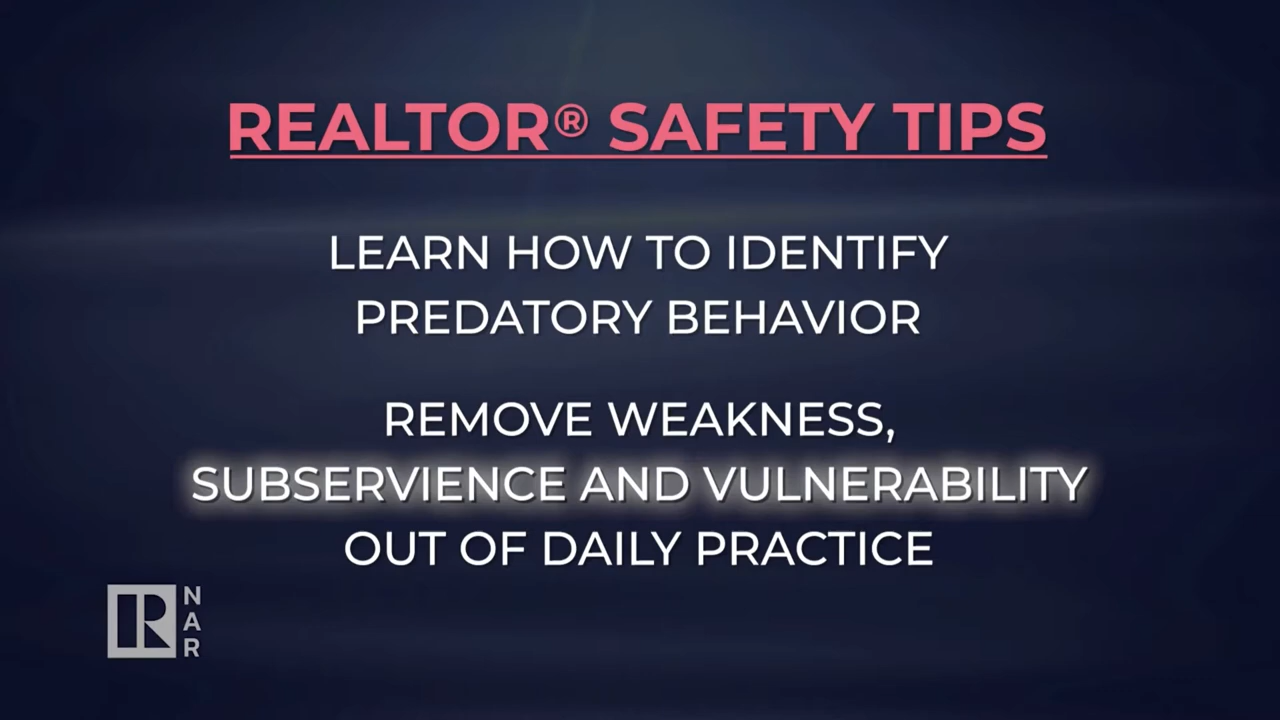 REALTOR® SAFETY TIPS
LEARN HOW TO IDENTIFY
PREDATORY BEHAVIOR
REMOVE WEAKNESS,
SUBSERVIENCE AND VULNERABILITY
OUT OF DAILY PRACTICE
R
N
A
R